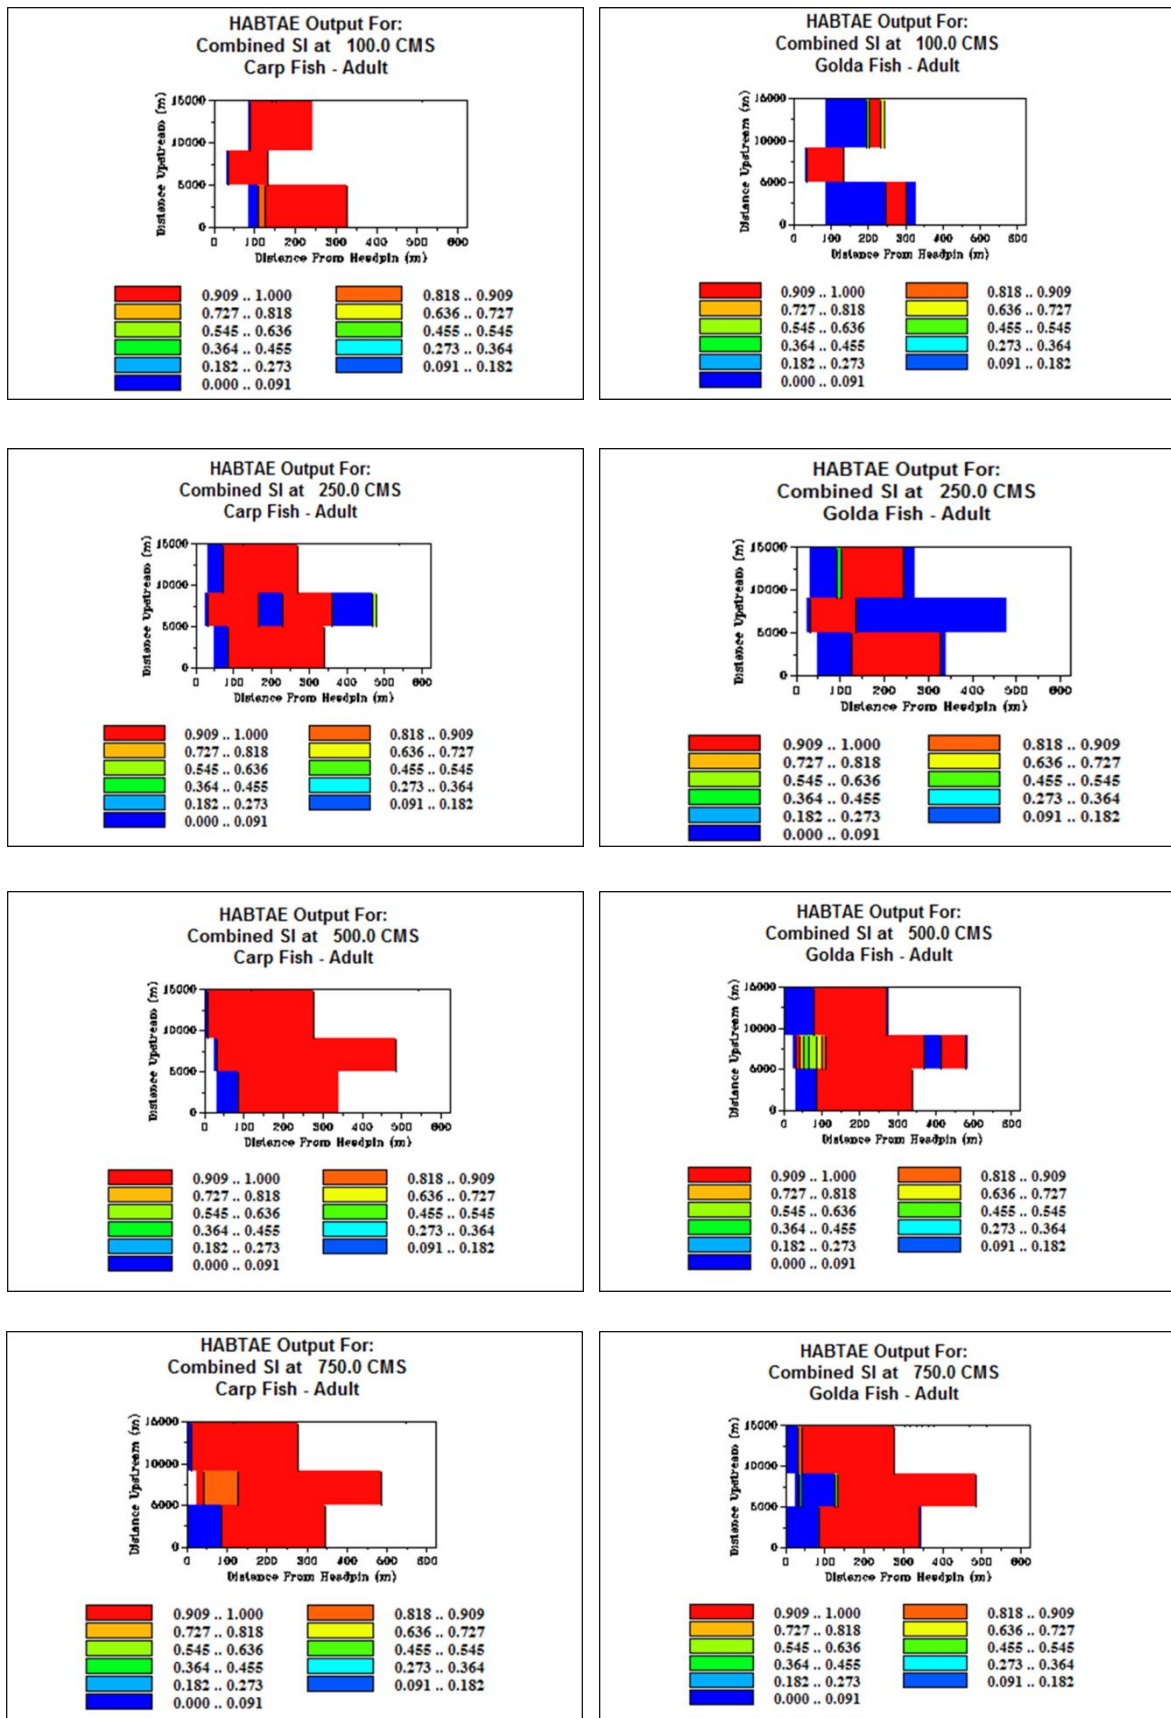 HABTAE Output For:
Combined SI at 100.0 CMS
Carp Fish - Adult
Distance Upstream (m)
15000
10000
5000
0
0 100 200 300 400 500 600
Distance From Headpin (m)
0.909 .. 1.000 0.818 .. 0.909
0.727 .. 0.818 0.636 .. 0.727
0.545 .. 0.636 0.455 .. 0.545
0.364 .. 0.455 0.273 .. 0.364
0.182 .. 0.273 0.091 .. 0.182
0.000 .. 0.091
HABTAE Output For:
Combined SI at 100.0 CMS
Golda Fish - Adult
Distance Upstream (m)
15000
10000
5000
0
0 100 200 300 400 500 600
Distance From Headpin (m)
0.909 .. 1.000 0.818 .. 0.909
0.727 .. 0.818 0.636 .. 0.727
0.545 .. 0.636 0.455 .. 0.545
0.364 .. 0.455 0.273 .. 0.364
0.182 .. 0.273 0.091 .. 0.182
0.000 .. 0.091
HABTAE Output For:
Combined SI at 250.0 CMS
Carp Fish - Adult
Distance Upstream (m)
15000
10000
5000
0
0 100 200 300 400 500 600
Distance From Headpin (m)
0.909 .. 1.000 0.818 .. 0.909
0.727 .. 0.818 0.636 .. 0.727
0.545 .. 0.636 0.455 .. 0.545
0.364 .. 0.455 0.273 .. 0.364
0.182 .. 0.273 0.091 .. 0.182
0.000 .. 0.091
HABTAE Output For:
Combined SI at 250.0 CMS
Golda Fish - Adult
Distance Upstream (m)
15000
10000
5000
0
0 100 200 300 400 500 600
Distance From Headpin (m)
0.909 .. 1.000 0.818 .. 0.909
0.727 .. 0.818 0.636 .. 0.727
0.545 .. 0.636 0.455 .. 0.545
0.364 .. 0.455 0.273 .. 0.364
0.182 .. 0.273 0.091 .. 0.182
0.000 .. 0.091
HABTAE Output For:
Combined SI at 500.0 CMS
Carp Fish - Adult
Distance Upstream (m)
15000
10000
5000
0
0 100 200 300 400 500 600
Distance From Headpin (m)
0.909 .. 1.000 0.818 .. 0.909
0.727 .. 0.818 0.636 .. 0.727
0.545 .. 0.636 0.455 .. 0.545
0.364 .. 0.455 0.273 .. 0.364
0.182 .. 0.273 0.091 .. 0.182
0.000 .. 0.091
HABTAE Output For:
Combined SI at 500.0 CMS
Golda Fish - Adult
Distance Upstream (m)
15000
10000
5000
0
0 100 200 300 400 500 600
Distance From Headpin (m)
0.909 .. 1.000 0.818 .. 0.909
0.727 .. 0.818 0.636 .. 0.727
0.545 .. 0.636 0.455 .. 0.545
0.364 .. 0.455 0.273 .. 0.364
0.182 .. 0.273 0.091 .. 0.182
0.000 .. 0.091
HABTAE Output For:
Combined SI at 750.0 CMS
Carp Fish - Adult
Distance Upstream (m)
15000
10000
5000
0
0 100 200 300 400 500 600
Distance From Headpin (m)
0.909 .. 1.000 0.818 .. 0.909
0.727 .. 0.818 0.636 .. 0.727
0.545 .. 0.636 0.455 .. 0.545
0.364 .. 0.455 0.273 .. 0.364
0.182 .. 0.273 0.091 .. 0.182
0.000 .. 0.091
HABTAE Output For:
Combined SI at 750.0 CMS
Golda Fish - Adult
Distance Upstream (m)
15000
10000
5000
0
0 100 200 300 400 500 600
Distance From Headpin (m)
0.909 .. 1.000 0.818 .. 0.909
0.727 .. 0.818 0.636 .. 0.727
0.545 .. 0.636 0.455 .. 0.545
0.364 .. 0.455 0.273 .. 0.364
0.182 .. 0.273 0.091 .. 0.182
0.000 .. 0.091